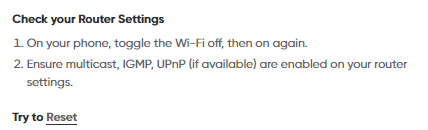 Check your Router Settings
1. On your phone, toggle the Wi-Fi off, then on again.
2. Ensure multicast, IGMP, UPnP (if available) are enabled on your router
settings.
Try to Reset